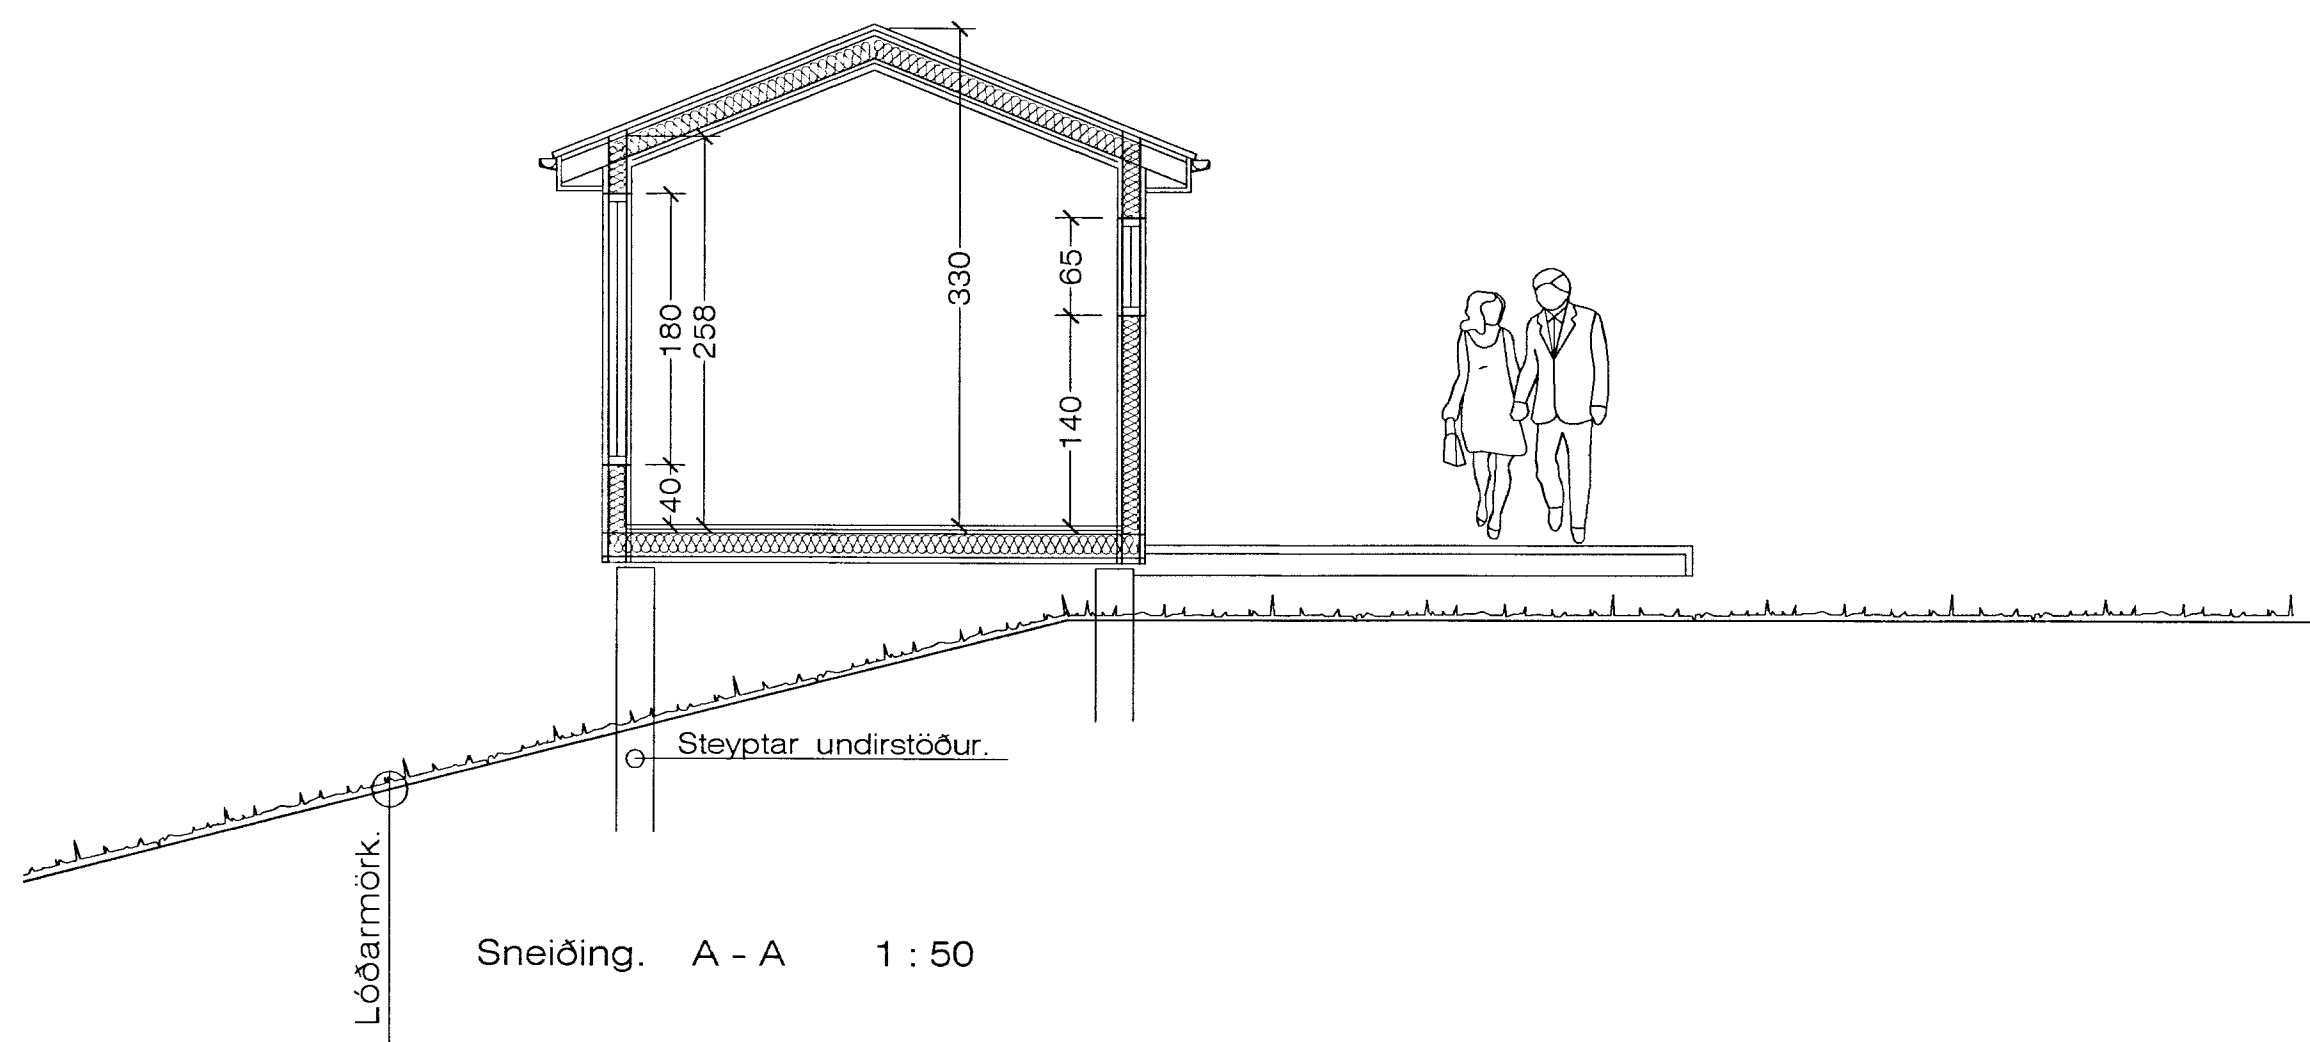 330
180
258
40
65
140
Steyptar undirstöður.
Lóðarmörk.
Sneiðing. A - A 1 : 50